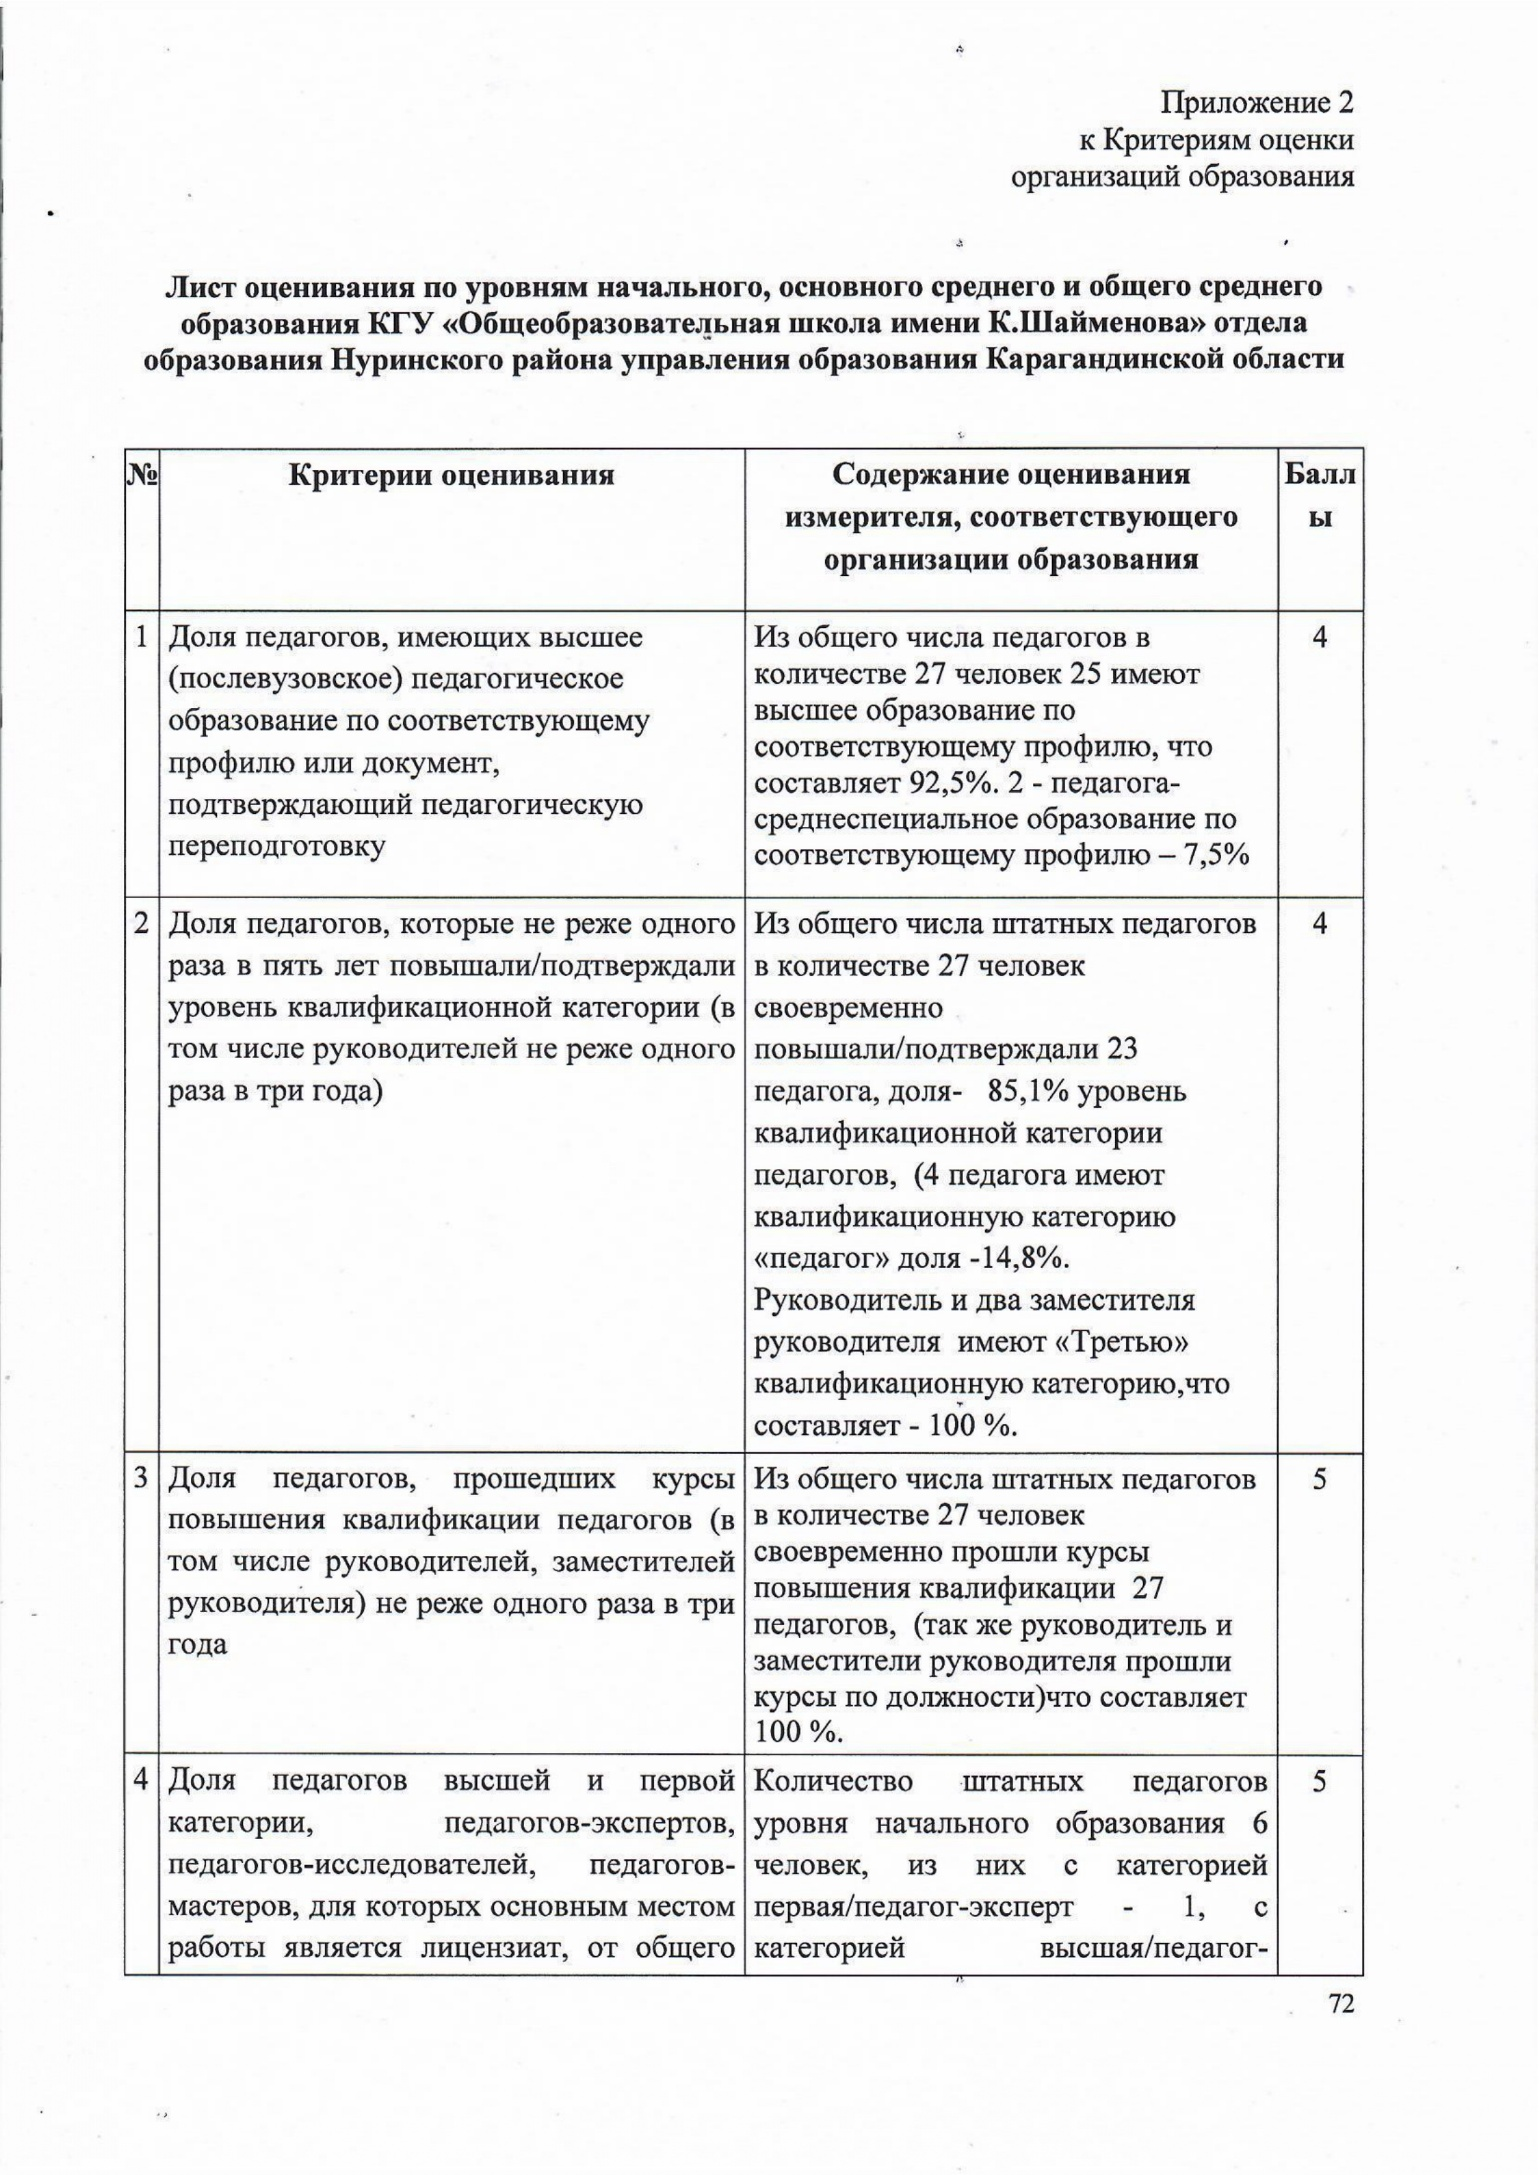 Приложение 2
к Критериям оценки
организаций образования
Лист оценивания по уровням начального, основного среднего и общего среднего
образования КГУ «Общеобразовательная школа имени К.Шайменова» отдела
образования Нуринского района управления образования Карагандинской области
№
Критерии оценивания
Содержание оценивания
измерителя, соответствующего
организации образования
Балл
ы
1
Доля педагогов, имеющих высшее
(послевузовское) педагогическое
образование по соответствующему
профилю или документ,
подтверждающий педагогическую
переподготовку
Из общего числа педагогов в
количестве 27 человек 25 имеют
высшее образование по
соответствующему профилю, что
составляет 92,5%. 2 - педагога-
среднеспециальное образование по
соответствующему профилю – 7,5%
4
2
Доля педагогов, которые не реже одного
раза в пять лет повышали/подтверждали
уровень квалификационной категории (в
том числе руководителей не реже одного
раза в три года)
Из общего числа штатных педагогов
в количестве 27 человек
своевременно
повышали/подтверждали 23
педагога, доля- 85,1% уровень
квалификационной категории
педагогов, (4 педагога имеют
квалификационную категорию
«педагог» доля -14,8%.
Руководитель и два заместителя
руководителя имеют «Третью»
квалификационную категорию,что
составляет - 100 %.
4
3
Доля педагогов, прошедших курсы
повышения квалификации педагогов (в
том числе руководителей, заместителей
руководителя) не реже одного раза в три
года
Из общего числа штатных педагогов
в количестве 27 человек
своевременно прошли курсы
повышения квалификации 27
педагогов, (так же руководитель и
заместители руководителя прошли
курсы по должности)что составляет
100 %.
5
4
Доля педагогов высшей и первой
категории, педагогов-экспертов,
педагогов-исследователей, педагогов-
мастеров, для которых основным местом
работы является лицензиат, от общего
Количество штатных педагогов
уровня начального образования 6
человек, из них с категорией
первая/педагог-эксперт - 1, с
категорией высшая/педагог-
5
72